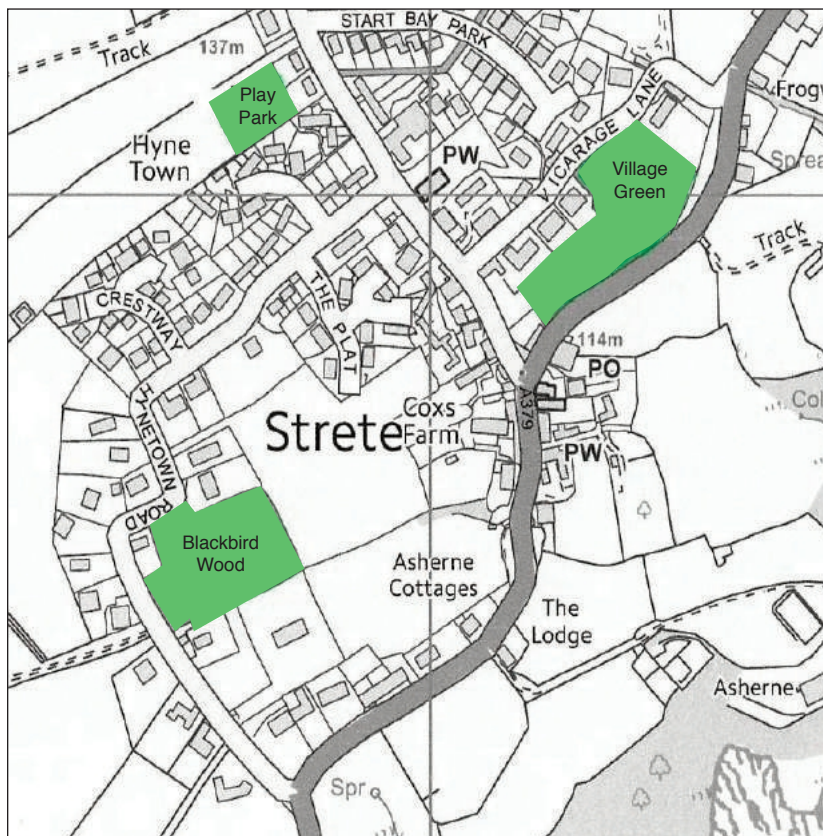 START BAY PARK
137m
Track
Play
Park
Hyne
Town
PW
VICARAGE LANE
Frogw
Village
Green
Sprea
Track
CRESTWAY
THE PLAT
114m
PO
A379
Strete
Coxs
Farm
Col
PW
HYNETOWN ROAD
Blackbird
Wood
Asherne
Cottages
The
Lodge
Asherne
Spr